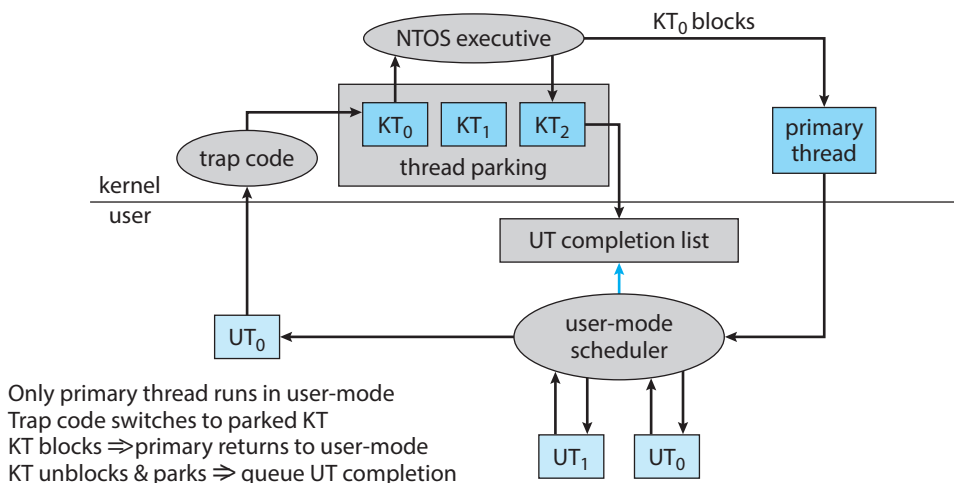 NTOS executive
KT₀ blocks
KT₀
KT₁
KT₂
primary
thread
trap code
thread parking
kernel
user
UT completion list
user-mode
scheduler
UT₀
Only primary thread runs in user-mode
Trap code switches to parked KT
KT blocks ⇒primary returns to user-mode
KT unblocks & parks ⇒ queue UT completion
UT₁
UT₀